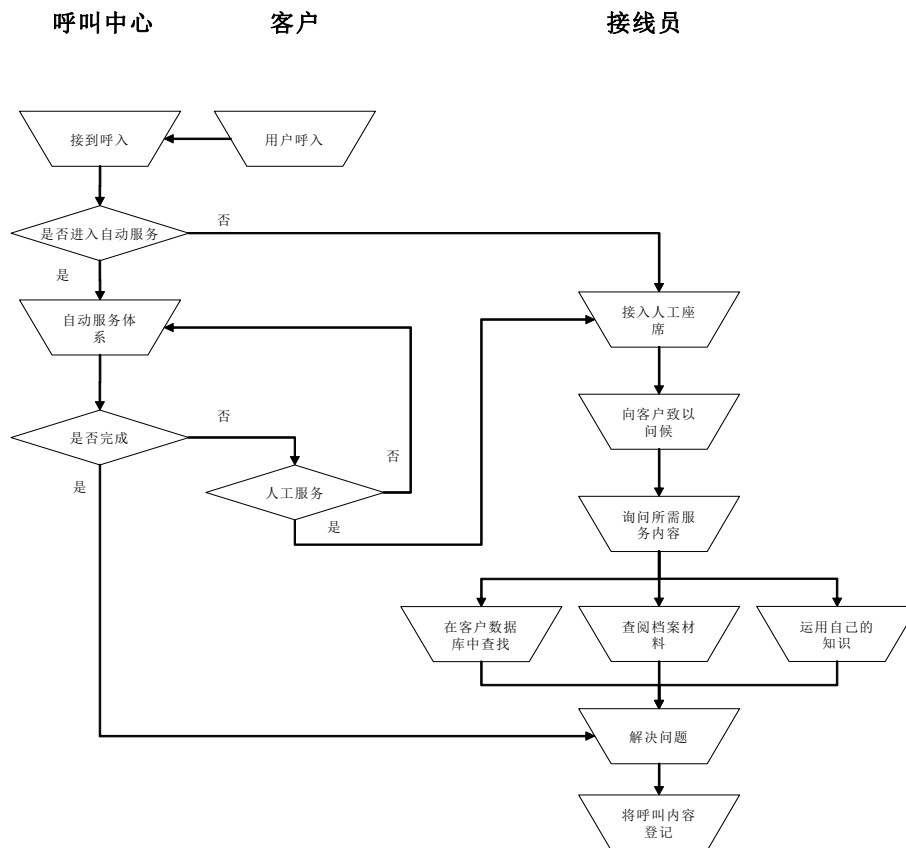 呼叫中心
客户
接线员
接到呼入
用户呼入
是否进入自动服务
否
是
自动服务体
系
接入人工座
席
是否完成
否
向客户致以
问候
否
是
人工服务
是
询问所需服
务内容
在客户数据
库中查找
查阅档案材
料
运用自己的
知识
解决问题
将呼叫内容
登记